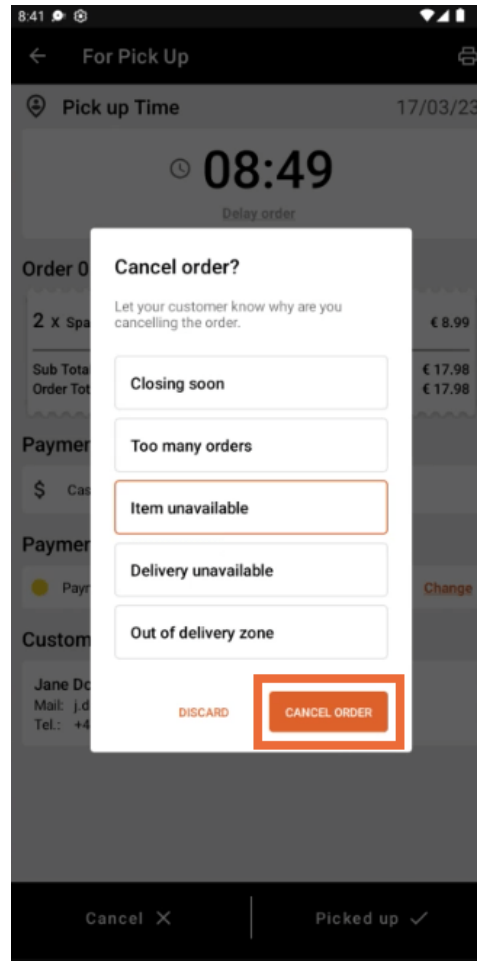 8:41
For Pick Up
Pick up Time 17/03/23
08:49
Delay order
Order 0
Cancel order?
Let your customer know why are you
cancelling the order.
2 x Spa € 8.99
Sub Tota € 17.98
Order Tot € 17.98
Closing soon
Too many orders
Paymer
$ Cas
Item unavailable
Paymer
Delivery unavailable
Payr Change
Out of delivery zone
Custom
Jane Do
Mail: j.d
Tel.: +4
DISCARD CANCEL ORDER
Cancel X Picked up ✓